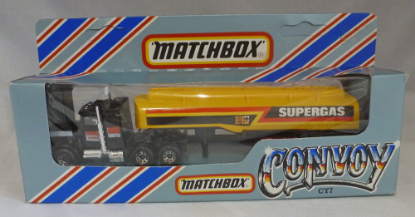 MATCHBOX
SUPERGAS
MATCHBOX
CONVOY
CY7